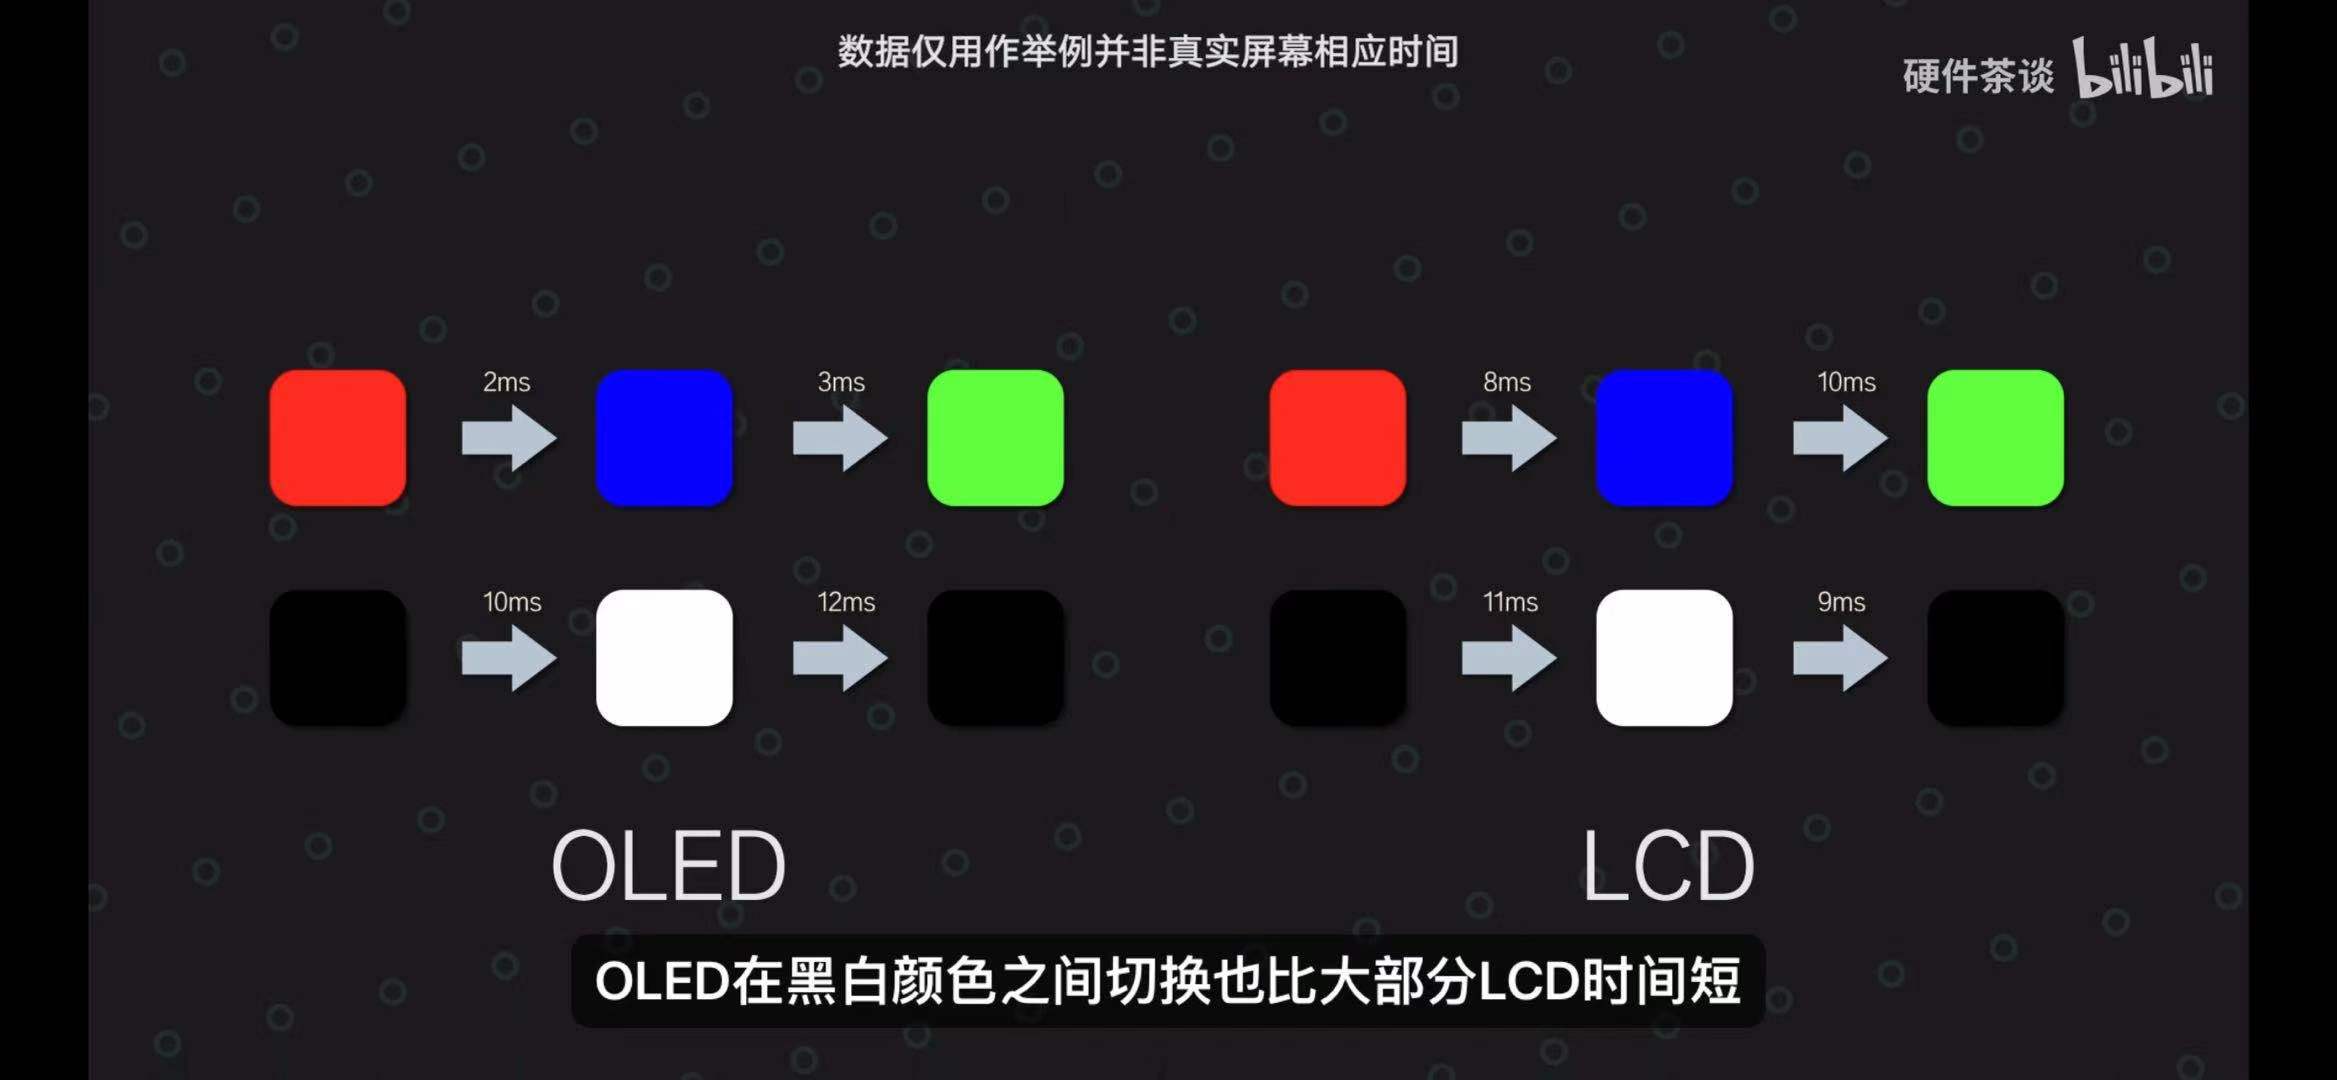 数据仅用作举例并非真实屏幕相应时间
硬件茶谈 bilibili
2ms 3ms 8ms 10ms
10ms 12ms 11ms 9ms
OLED LCD
OLED在黑白颜色之间切换也比大部分LCD时间短